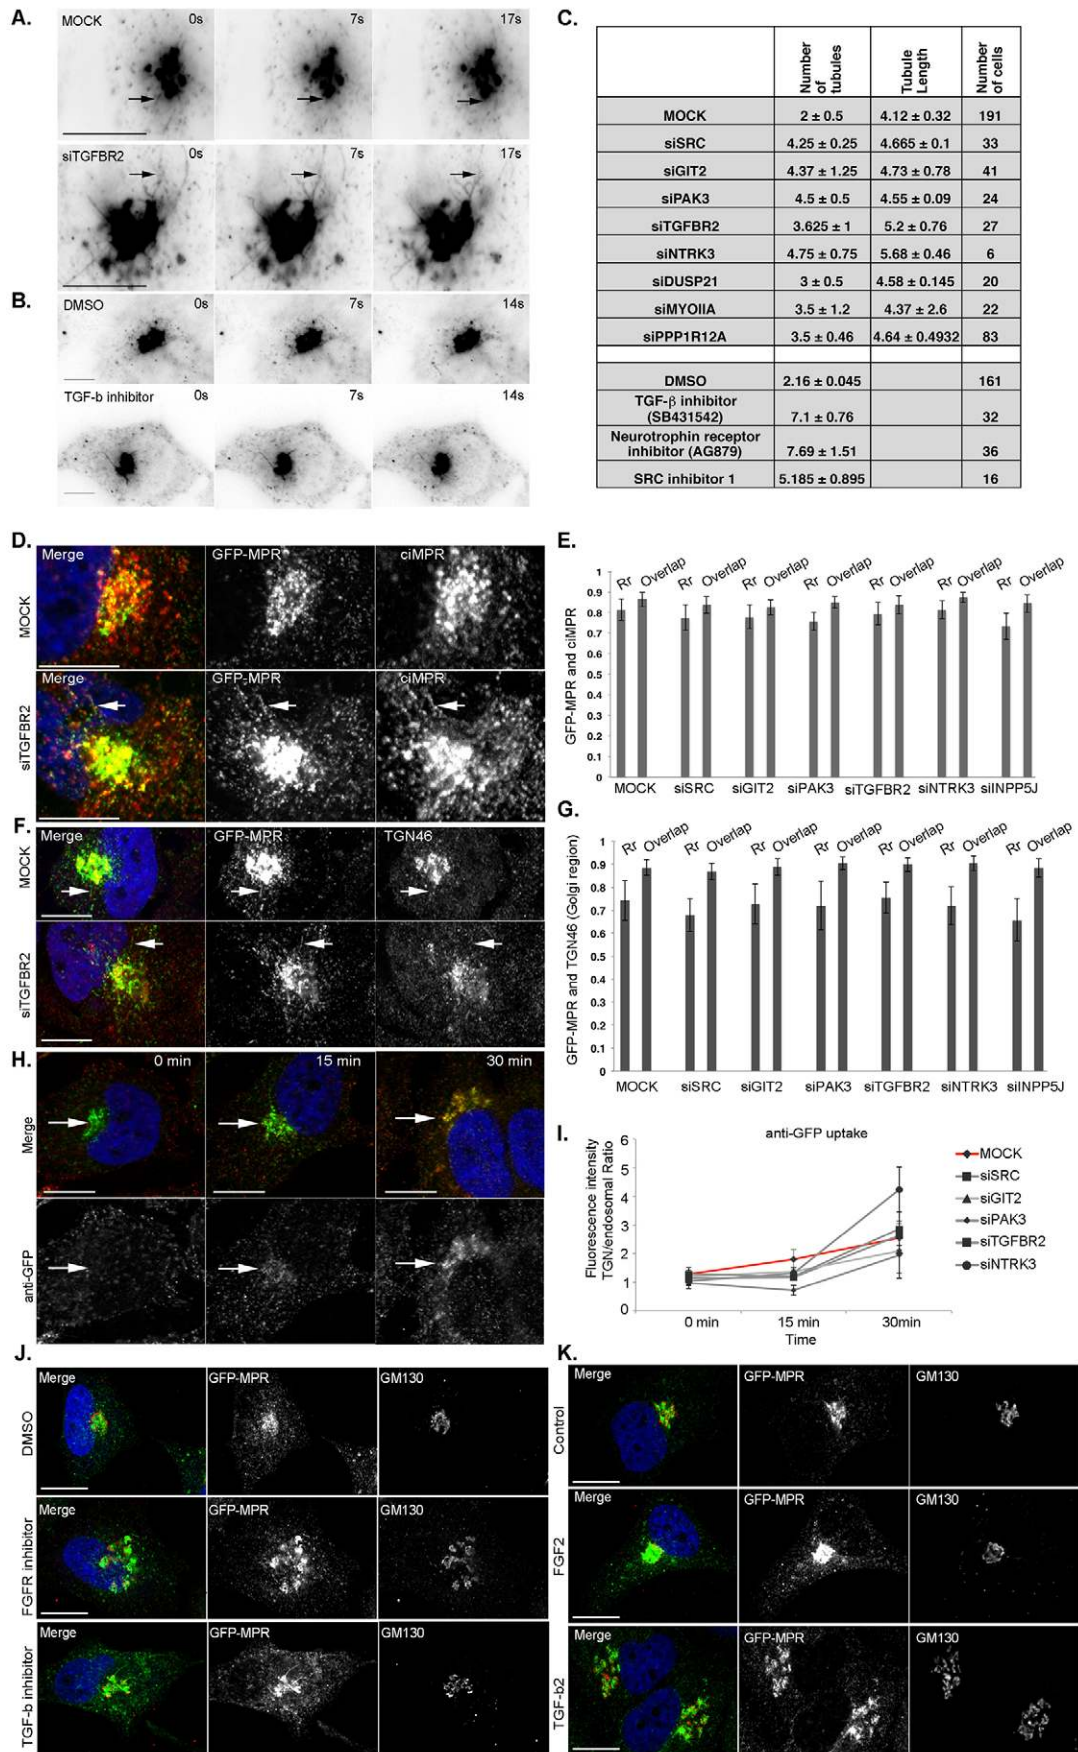 A.
MOCK 0s 7s 17s
siTGFBR2 0s 7s 17s
B.
DMSO 0s 7s 14s
TGF-b inhibitor 0s 7s 14s
C.
Number of tubules Tubule Length Number of cells
MOCK 2 ± 0.5 4.12 ± 0.32 191
siSRC 4.25 ± 0.25 4.665 ± 0.1 33
siGIT2 4.37 ± 1.25 4.73 ± 0.78 41
siPAK3 4.5 ± 0.5 4.55 ± 0.09 24
siTGFBR2 3.625 ± 1 5.2 ± 0.76 27
siNTRK3 4.75 ± 0.75 5.68 ± 0.46 6
siDUSP21 3 ± 0.5 4.58 ± 0.145 20
siMYOIIA 3.5 ± 1.2 4.37 ± 2.6 22
siPPP1R12A 3.5 ± 0.46 4.64 ± 0.4932 83
DMSO 2.16 ± 0.045 161
TGF-β inhibitor
(SB431542) 7.1 ± 0.76 32
Neurotrophin receptor
inhibitor (AG879) 7.69 ± 1.51 36
SRC inhibitor 1 5.185 ± 0.895 16
D.
Merge GFP-MPR ciMPR
MOCK
Merge GFP-MPR ciMPR
siTGFBR2
E.
Rr Overlap Rr Overlap Rr Overlap Rr Overlap Rr Overlap Rr Overlap Rr Overlap
GFP-MPR and ciMPR
1
0.9
0.8
0.7
0.6
0.5
0.4
0.3
0.2
0.1
0
MOCK siSRC siGIT2 siPAK3 siTGFBR2 siNTRK3 siINPP5J
F.
Merge GFP-MPR TGN46
MOCK
siTGFBR2
G.
Rr Overlap Rr Overlap Rr Overlap Rr Overlap Rr Overlap Rr Overlap Rr Overlap
GFP-MPR and TGN46 (Golgi region)
1
0.9
0.8
0.7
0.6
0.5
0.4
0.3
0.2
0.1
0
MOCK siSRC siGIT2 siPAK3 siTGFBR2 siNTRK3 siINPP5J
H.
0 min 15 min 30 min
Merge
anti-GFP
I.
anti-GFP uptake
Fluorescence intensity
TGN/endosomal Ratio
6
5
4
3
2
1
0
0 min 15 min 30min
Time
MOCK
siSRC
siGIT2
siPAK3
siTGFBR2
siNTRK3
J.
Merge GFP-MPR GM130
DMSO
Merge GFP-MPR GM130
FGFR inhibitor
Merge GFP-MPR GM130
TGF-b inhibitor
K.
Merge GFP-MPR GM130
Control
Merge GFP-MPR GM130
FGF2
Merge GFP-MPR GM130
TGF-b2